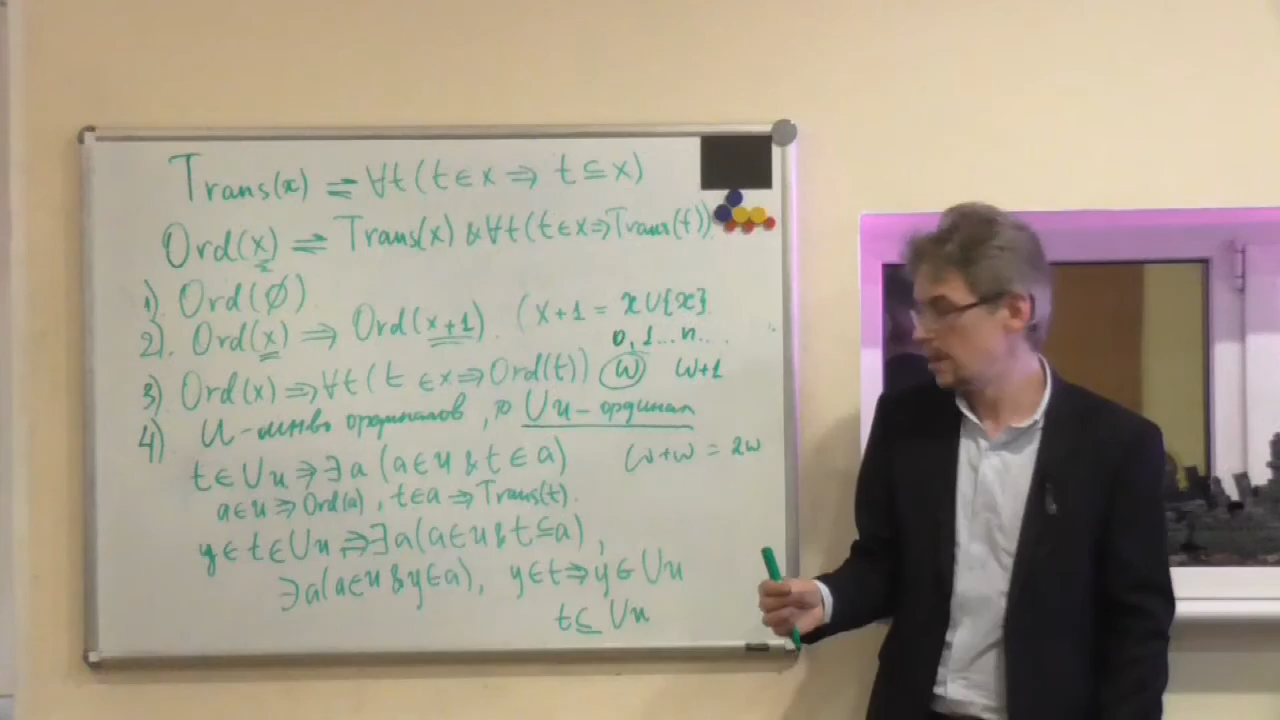 Trans(x) ⇌ ∀t(t∈x ⇒ t⊆x)
Ord(x) ⇌ Trans(x) & ∀t(t∈x⇒Trans(t))
1). Ord(∅)
2). Ord(x) ⇒ Ord(x+1). (x+1 = x∪{x}.
0, 1 ... n ...
3) Ord(x) ⇒ ∀t(t∈x⇒Ord(t)) ω ω+1
4) u - мн-во ординалов, то ∪u - ординал
t∈∪u ⇒ ∃a (a∈u & t∈a) ω+ω = 2ω
a∈u ⇒ Ord(a), t∈a ⇒ Trans(t).
y∈t∈∪u ⇒ ∃a(a∈u & t⊆a),
∃a(a∈u & y∈a), y∈t ⇒ y∈∪u
t⊆∪u